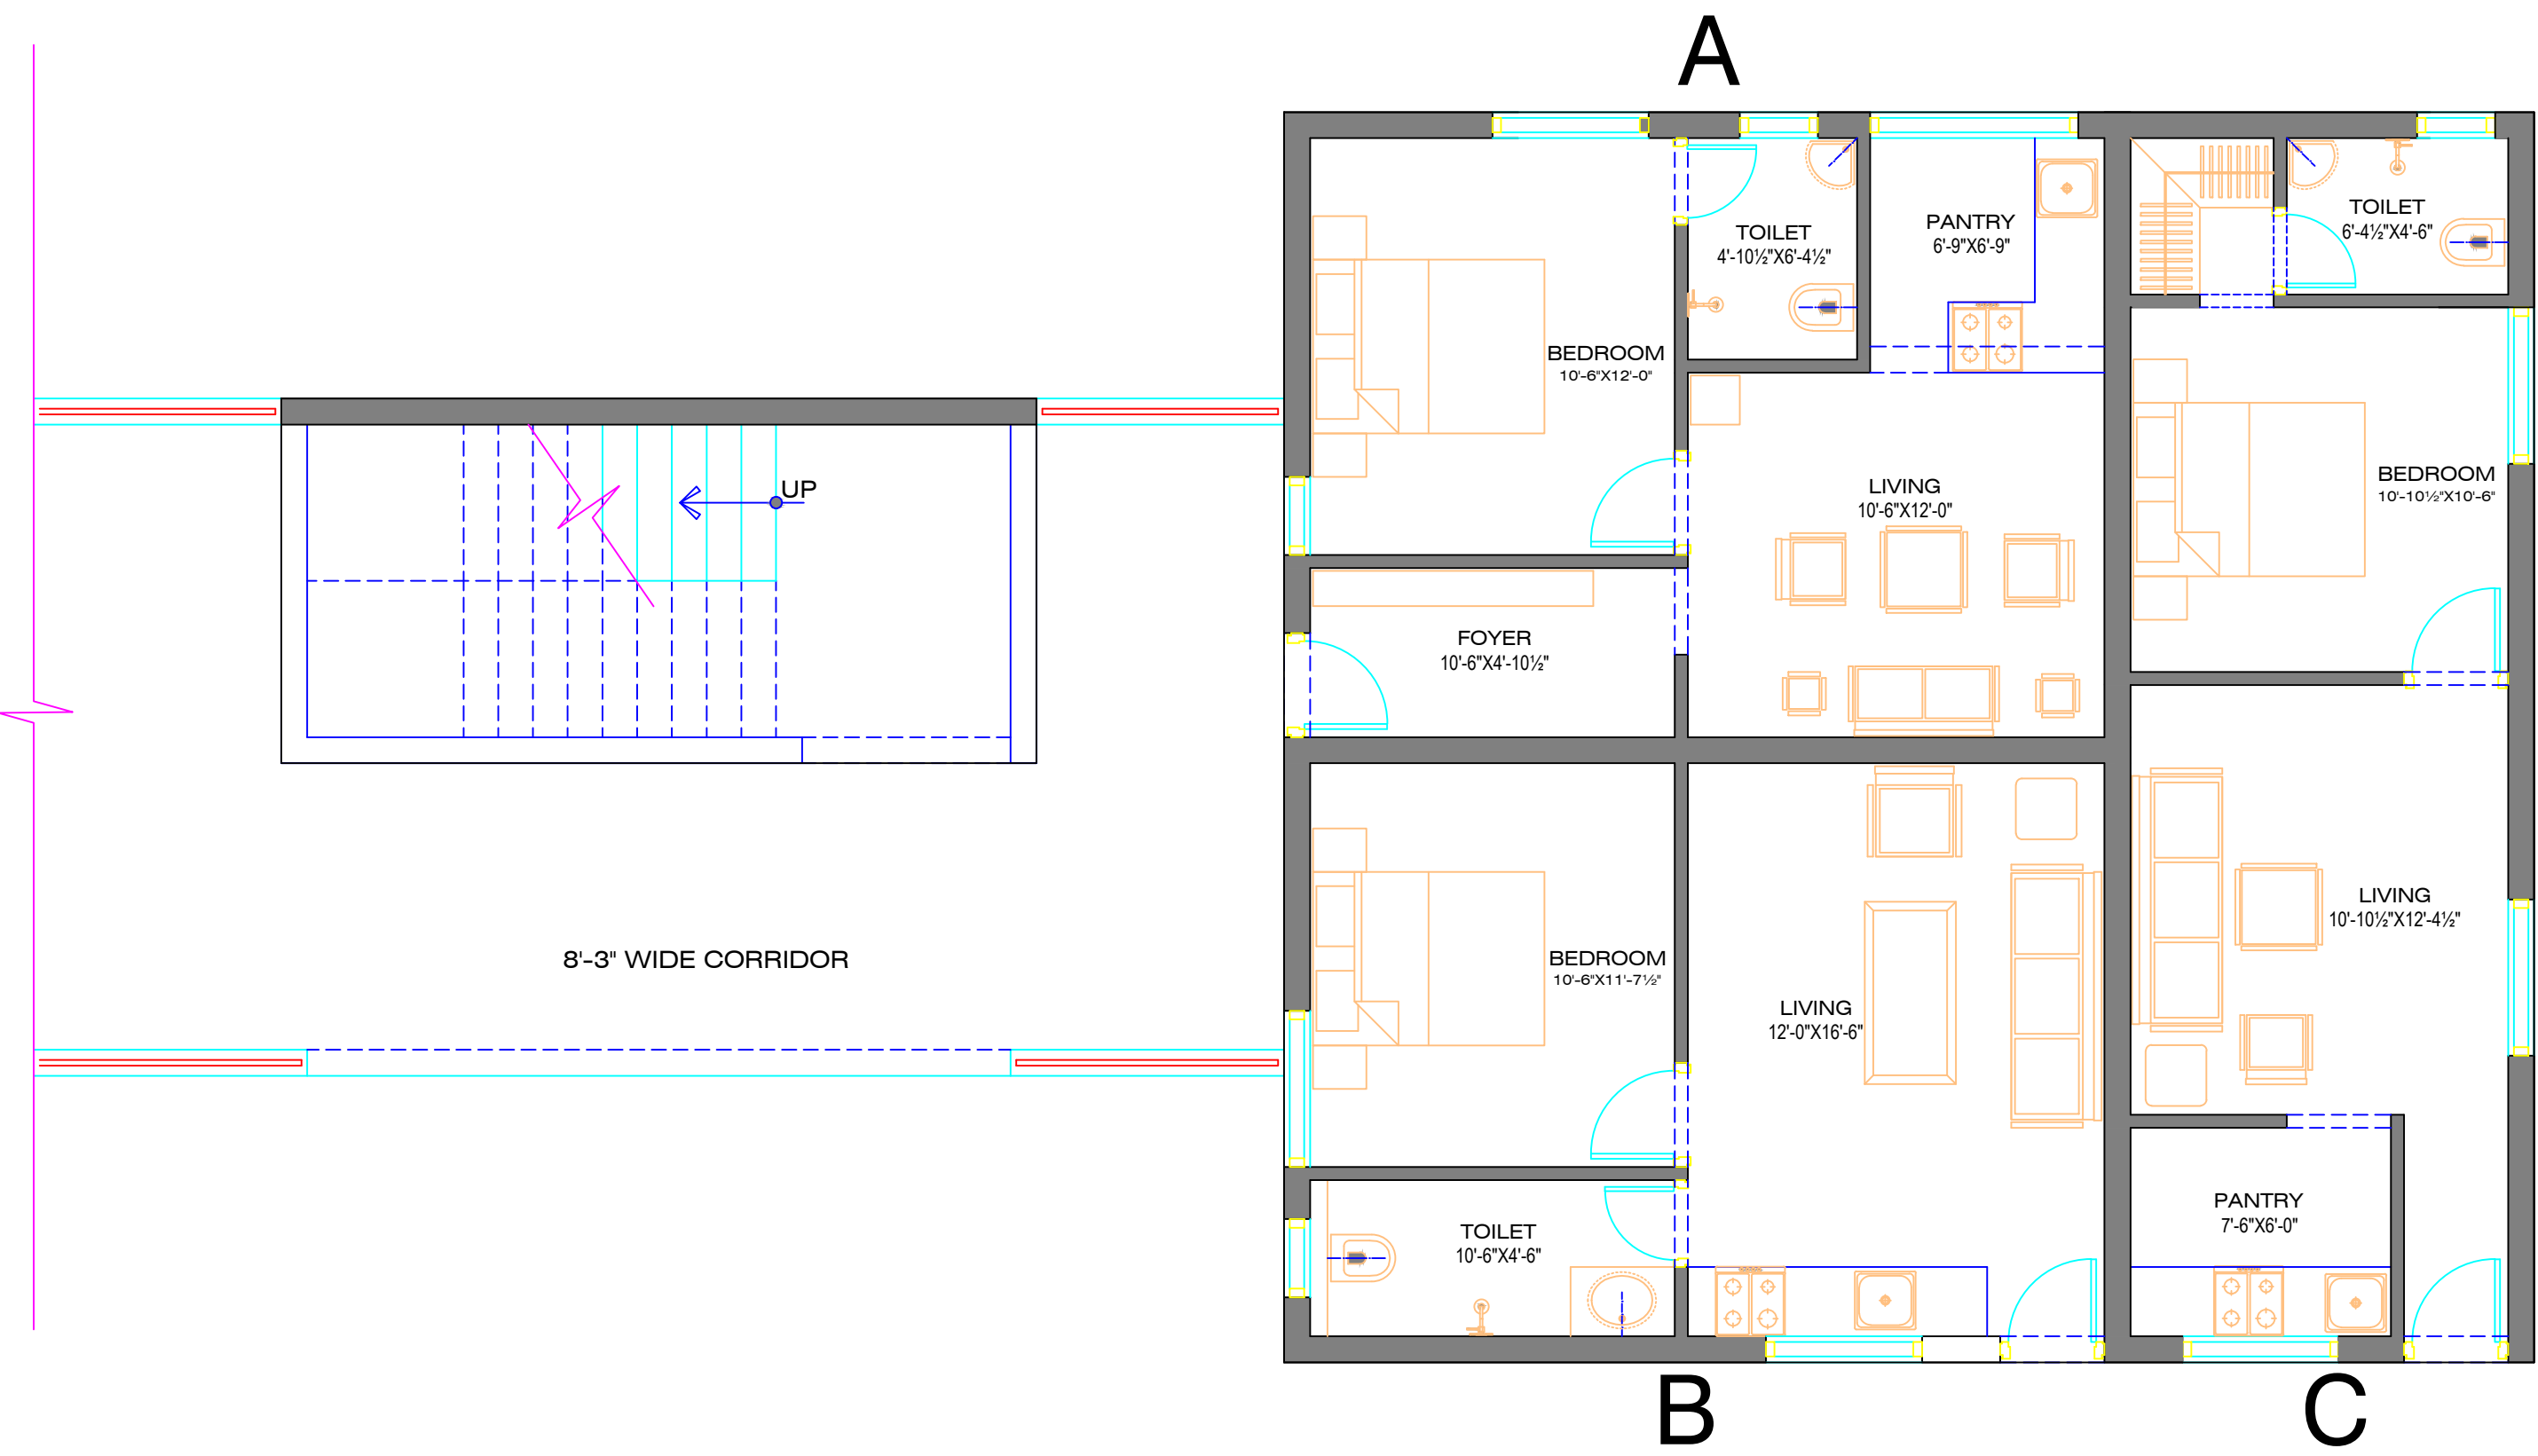 A
TOILET
4'-10½"X6'-4½"
PANTRY
6'-9"X6'-9"
TOILET
6'-4½"X4'-6"
BEDROOM
10'-6"X12'-0"
UP
LIVING
10'-6"X12'-0"
BEDROOM
10'-10½"X10'-6"
FOYER
10'-6"X4'-10½"
8'-3" WIDE CORRIDOR
BEDROOM
10'-6"X11'-7½"
LIVING
12'-0"X16'-6"
LIVING
10'-10½"X12'-4½"
TOILET
10'-6"X4'-6"
PANTRY
7'-6"X6'-0"
B
C